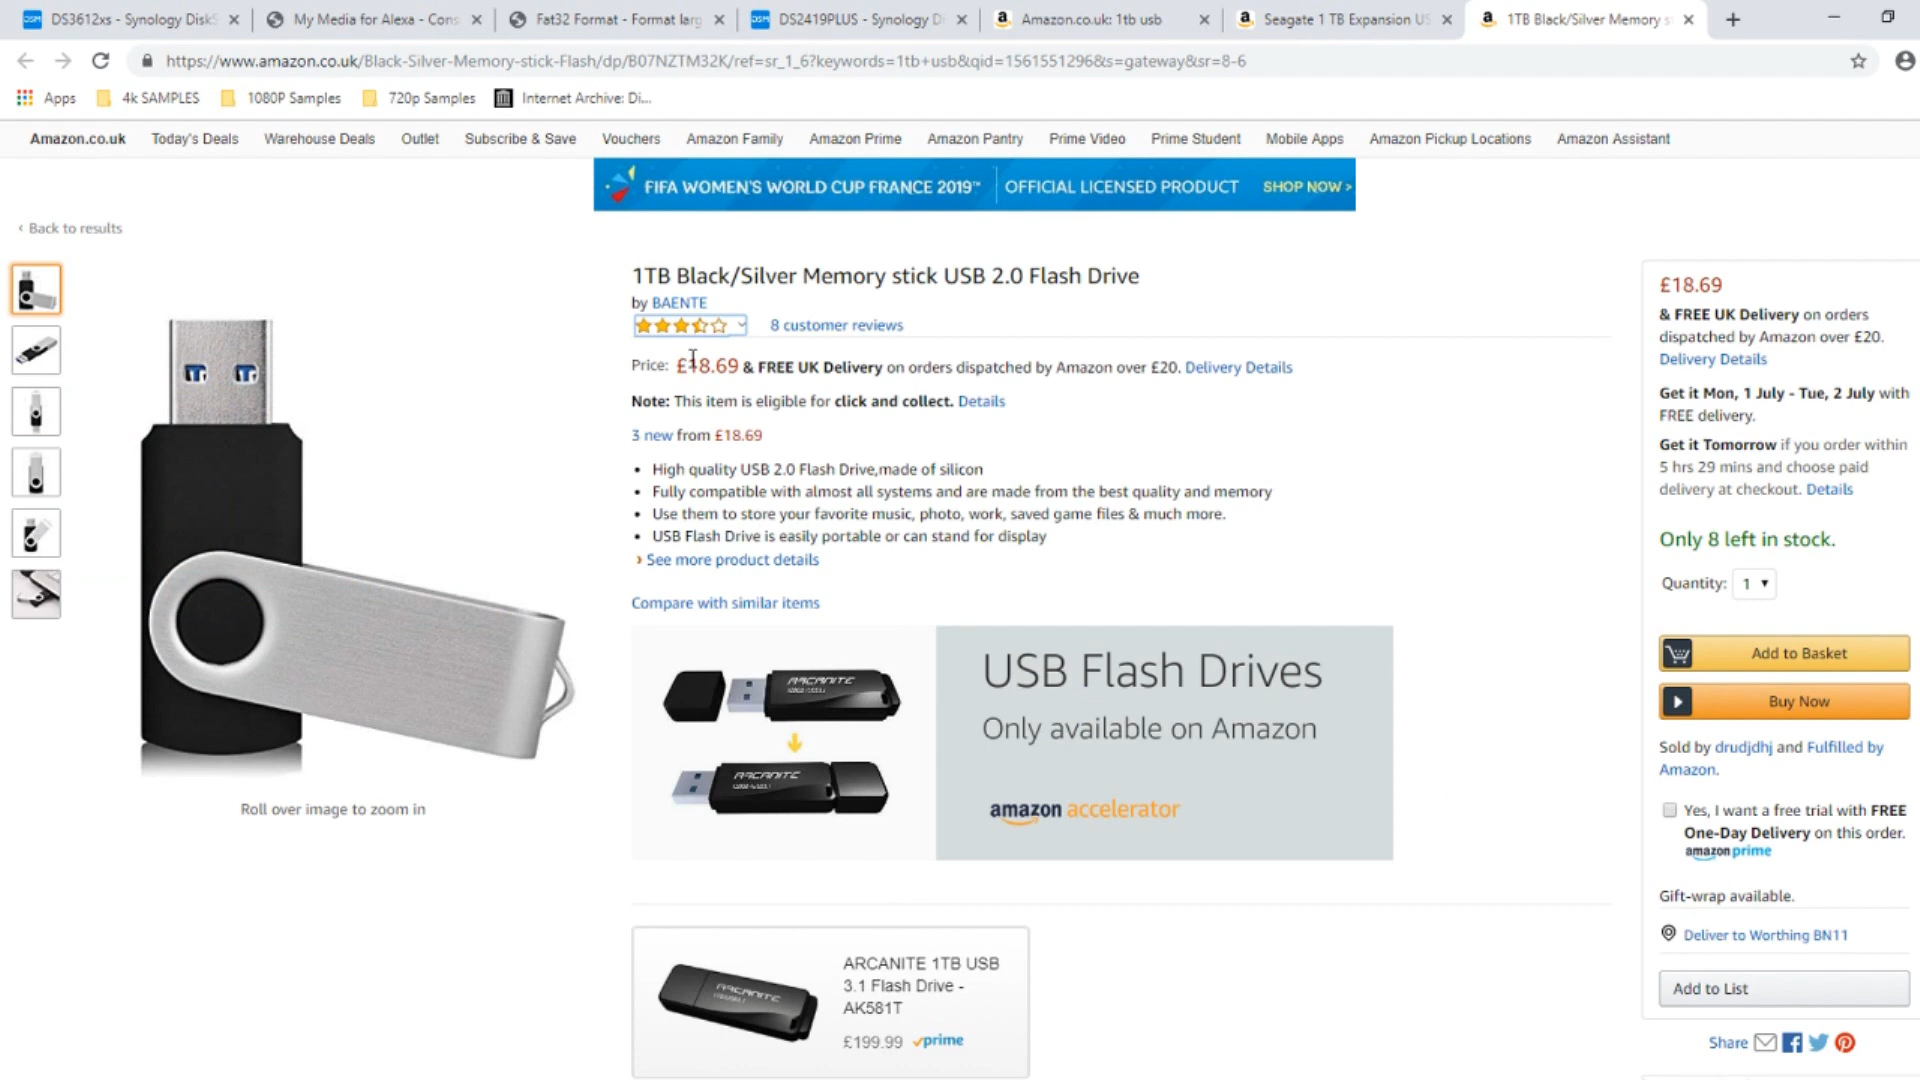 DS3612xs - Synology DiskS
My Media for Alexa - Cons
Fat32 Format - Format larg
DS2419PLUS - Synology Di
Amazon.co.uk: 1tb usb
Seagate 1 TB Expansion US
1TB Black/Silver Memory s
https://www.amazon.co.uk/Black-Silver-Memory-stick-Flash/dp/B07NZTM32K/ref=sr_1_6?keywords=1tb+usb&qid=1561551296&s=gateway&sr=8-6
Apps 4k SAMPLES 1080P Samples 720p Samples Internet Archive: Di...
Amazon.co.uk Today's Deals Warehouse Deals Outlet Subscribe & Save Vouchers Amazon Family Amazon Prime Amazon Pantry Prime Video Prime Student Mobile Apps Amazon Pickup Locations Amazon Assistant
FIFA WOMEN'S WORLD CUP FRANCE 2019™ OFFICIAL LICENSED PRODUCT SHOP NOW >
‹ Back to results
Roll over image to zoom in
1TB Black/Silver Memory stick USB 2.0 Flash Drive
by BAENTE
8 customer reviews
Price: £18.69 & FREE UK Delivery on orders dispatched by Amazon over £20. Delivery Details
Note: This item is eligible for click and collect. Details
3 new from £18.69
• High quality USB 2.0 Flash Drive,made of silicon
• Fully compatible with almost all systems and are made from the best quality and memory
• Use them to store your favorite music, photo, work, saved game files & much more.
• USB Flash Drive is easily portable or can stand for display
› See more product details
Compare with similar items
ARCANITE
ARCANITE
USB Flash Drives
Only available on Amazon
amazon accelerator
ARCANITE
ARCANITE 1TB USB
3.1 Flash Drive -
AK581T
£199.99 prime
£18.69
& FREE UK Delivery on orders
dispatched by Amazon over £20.
Delivery Details
Get it Mon, 1 July - Tue, 2 July with
FREE delivery.
Get it Tomorrow if you order within
5 hrs 29 mins and choose paid
delivery at checkout. Details
Only 8 left in stock.
Quantity: 1
Add to Basket
Buy Now
Sold by drudjdhj and Fulfilled by
Amazon.
Yes, I want a free trial with FREE
One-Day Delivery on this order.
amazon prime
Gift-wrap available.
Deliver to Worthing BN11
Add to List
Share